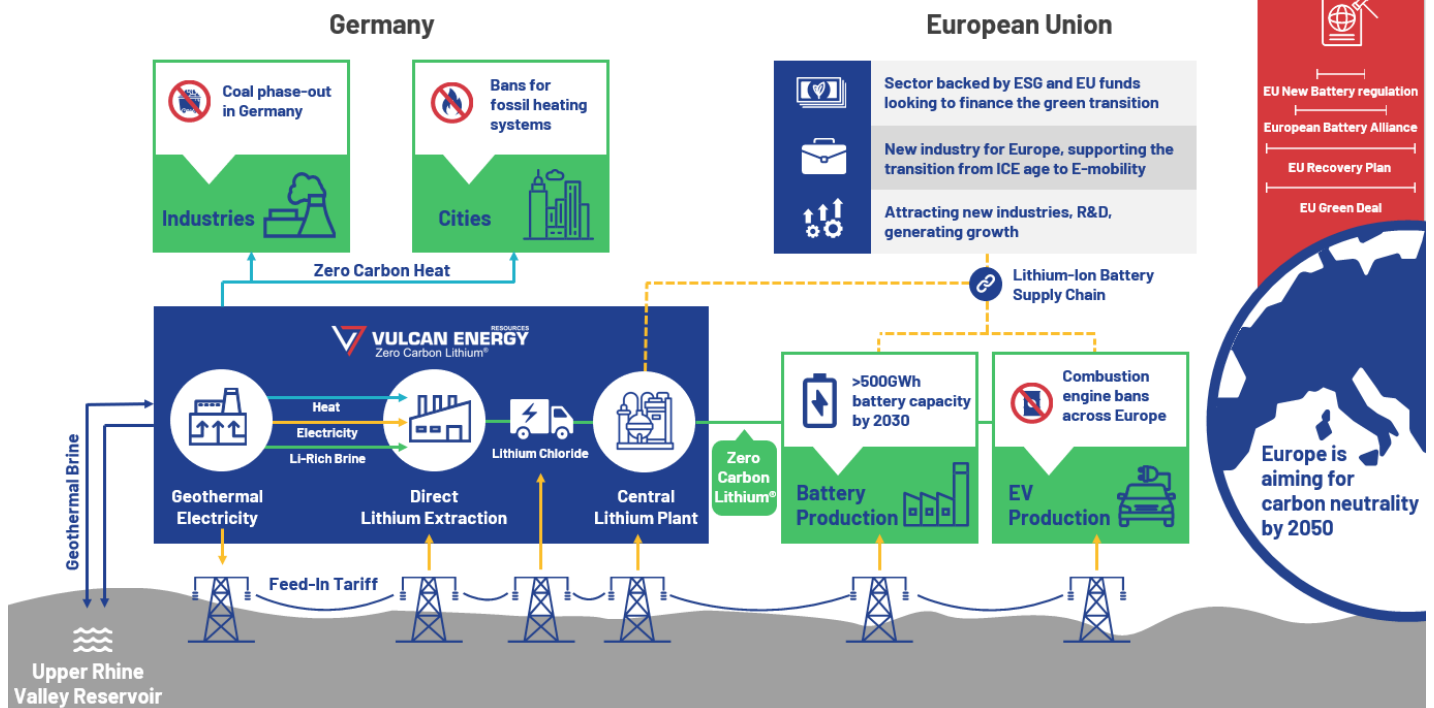 Germany
European Union
Coal phase-out
in Germany
Industries
Bans for
fossil heating
systems
Cities
Zero Carbon Heat
Sector backed by ESG and EU funds
looking to finance the green transition
New industry for Europe, supporting the
transition from ICE age to E-mobility
Attracting new industries, R&D,
generating growth
Lithium-Ion Battery
Supply Chain
EU New Battery regulation
European Battery Alliance
EU Recovery Plan
EU Green Deal
VULCAN ENERGY
RESOURCES
Zero Carbon Lithium®
Heat
Electricity
Li-Rich Brine
Lithium Chloride
Geothermal
Electricity
Direct
Lithium Extraction
Central
Lithium Plant
Zero
Carbon
Lithium®
>500GWh
battery capacity
by 2030
Battery
Production
Combustion
engine bans
across Europe
EV
Production
Europe is
aiming for
carbon neutrality
by 2050
Geothermal Brine
Feed-In Tariff
Upper Rhine
Valley Reservoir